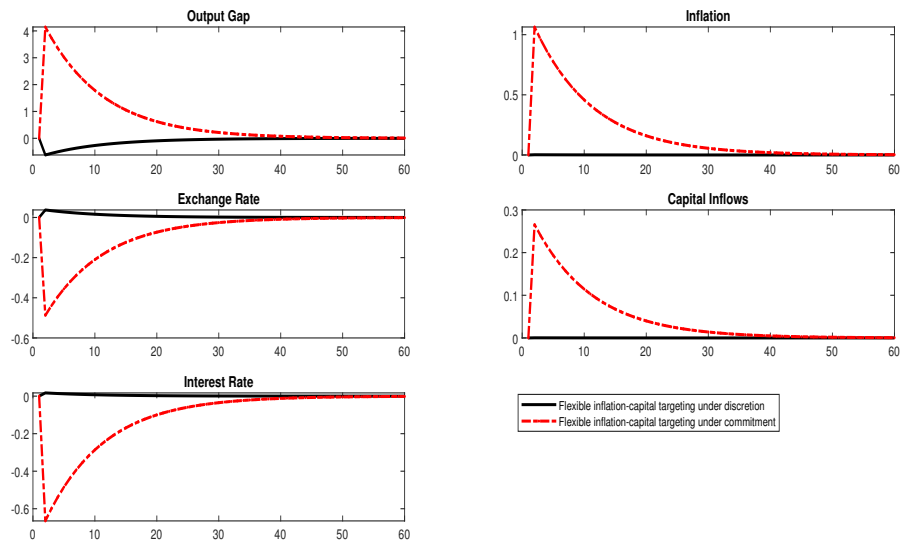 Output Gap
4
3
2
1
0
0 10 20 30 40 50 60
Inflation
1
0.5
0
0 10 20 30 40 50 60
Exchange Rate
0
-0.2
-0.4
-0.6
0 10 20 30 40 50 60
Capital Inflows
0.3
0.2
0.1
0
0 10 20 30 40 50 60
Interest Rate
0
-0.2
-0.4
-0.6
0 10 20 30 40 50 60
Flexible inflation-capital targeting under discretion
Flexible inflation-capital targeting under commitment